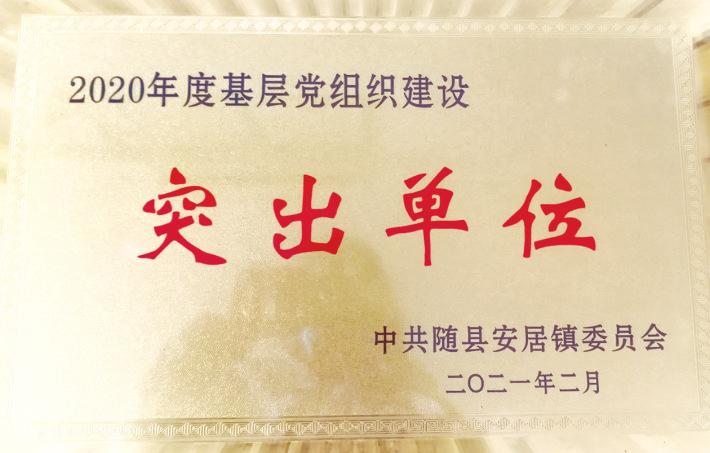 2020年度基层党组织建设
突出单位
中共随县安居镇委员会
二〇二一年二月